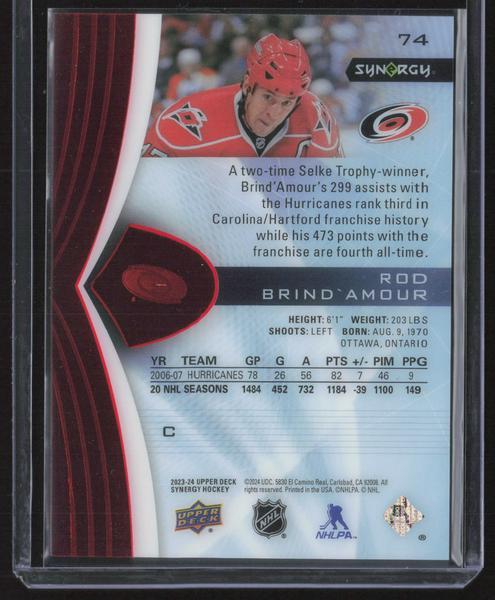 74
SYNERGY
A two-time Selke Trophy-winner,
Brind'Amour's 299 assists with
the Hurricanes rank third in
Carolina/Hartford franchise history
while his 473 points with the
franchise are fourth all-time.
ROD
BRIND`AMOUR
HEIGHT: 6'1" WEIGHT: 203 LBS
SHOOTS: LEFT BORN: AUG. 9, 1970
OTTAWA, ONTARIO
YR TEAM GP G A PTS +/- PIM PPG
2006-07 HURRICANES 78 26 56 82 7 46 9
20 NHL SEASONS 1484 452 732 1184 -39 1100 149
C
2023-24 UPPER DECK
SYNERGY HOCKEY
©2024 UDC. 5830 El Camino Real, Carlsbad, CA 92008. All
rights reserved. Printed in the USA. ©NHLPA. © NHL.
UPPER
DECK
NHL
NHLPA
®